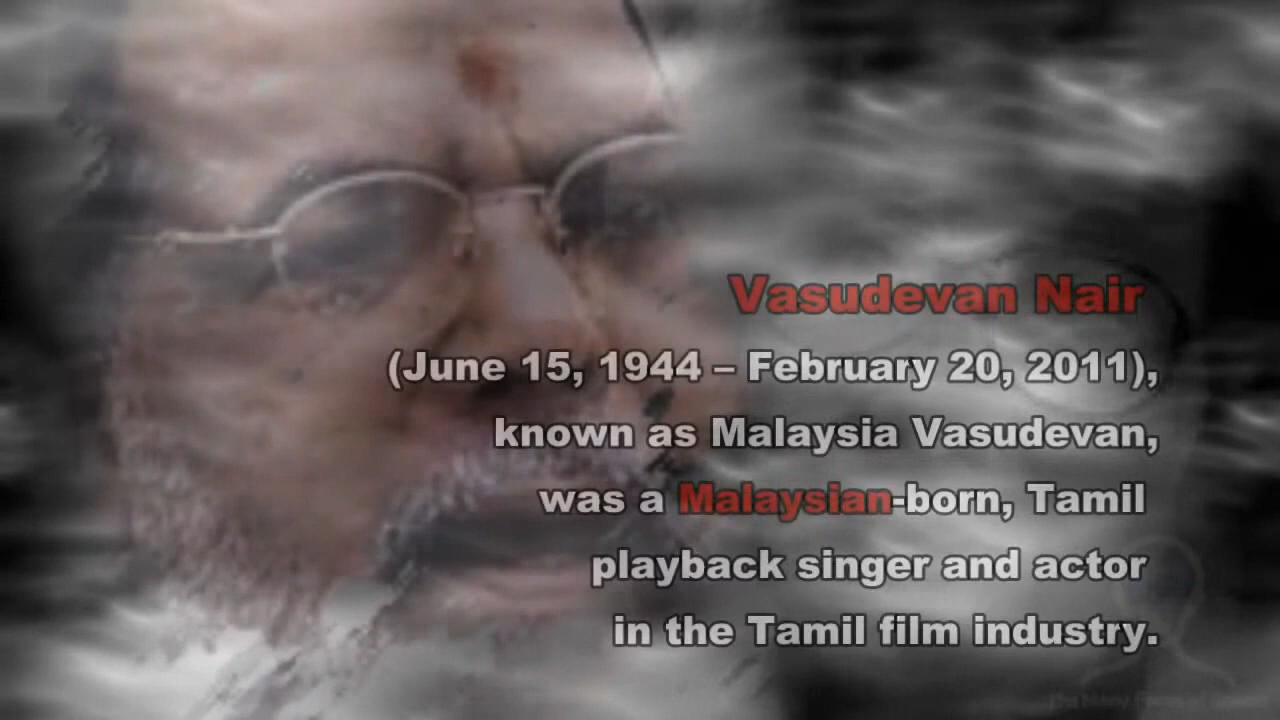 Vasudevan Nair
(June 15, 1944 – February 20, 2011),
known as Malaysia Vasudevan,
was a Malaysian-born, Tamil
playback singer and actor
in the Tamil film industry.